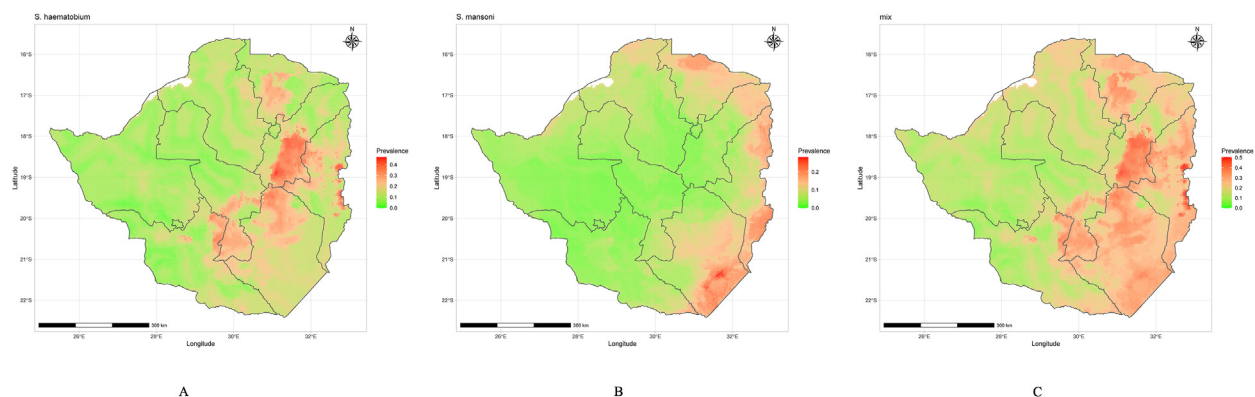 S. haematobium
N
16°S
17°S
18°S
19°S
20°S
21°S
22°S
Latitude
26°E
28°E
30°E
32°E
Longitude
300 km
Prevalence
0.4
0.3
0.2
0.1
0.0
A
S. mansoni
N
16°S
17°S
18°S
19°S
20°S
21°S
22°S
Latitude
26°E
28°E
30°E
32°E
Longitude
300 km
Prevalence
0.2
0.1
0.0
B
mix
N
16°S
17°S
18°S
19°S
20°S
21°S
22°S
Latitude
26°E
28°E
30°E
32°E
Longitude
300 km
Prevalence
0.5
0.4
0.3
0.2
0.1
0.0
C